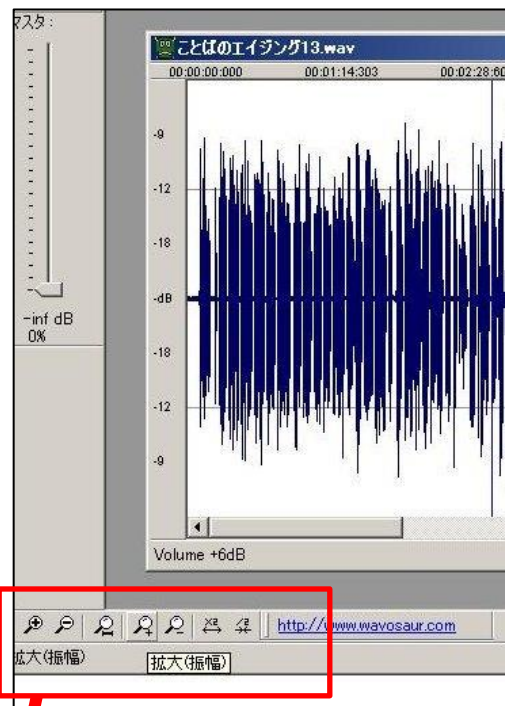 マスタ:
ことばのエイジング13.wav
00:00:00:000 00:01:14:303 00:02:28:60
-9
-12
-18
-dB
-18
-12
-9
-inf dB
0%
Volume +6dB
X2 /2 http://www.wavosaur.com
拡大(振幅)
拡大(振幅)